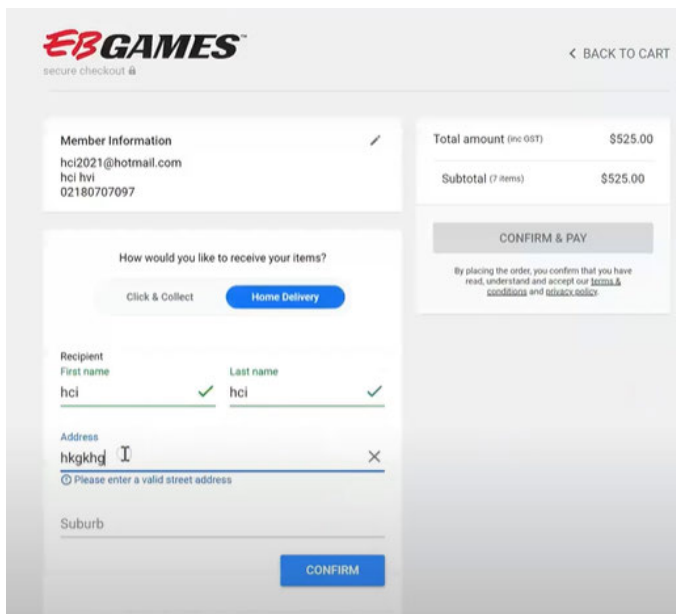 EBGAMES™
secure checkout
BACK TO CART
Member Information
hci2021@hotmail.com
hci hvi
02180707097
How would you like to receive your items?
Click & Collect
Home Delivery
Recipient
First name
Last name
hci
hci
Address
hkgkhg
Please enter a valid street address
Suburb
CONFIRM
Total amount (inc GST)
$525.00
Subtotal (7 items)
$525.00
CONFIRM & PAY
By placing the order, you confirm that you have
read, understand and accept our terms &
conditions and privacy policy.